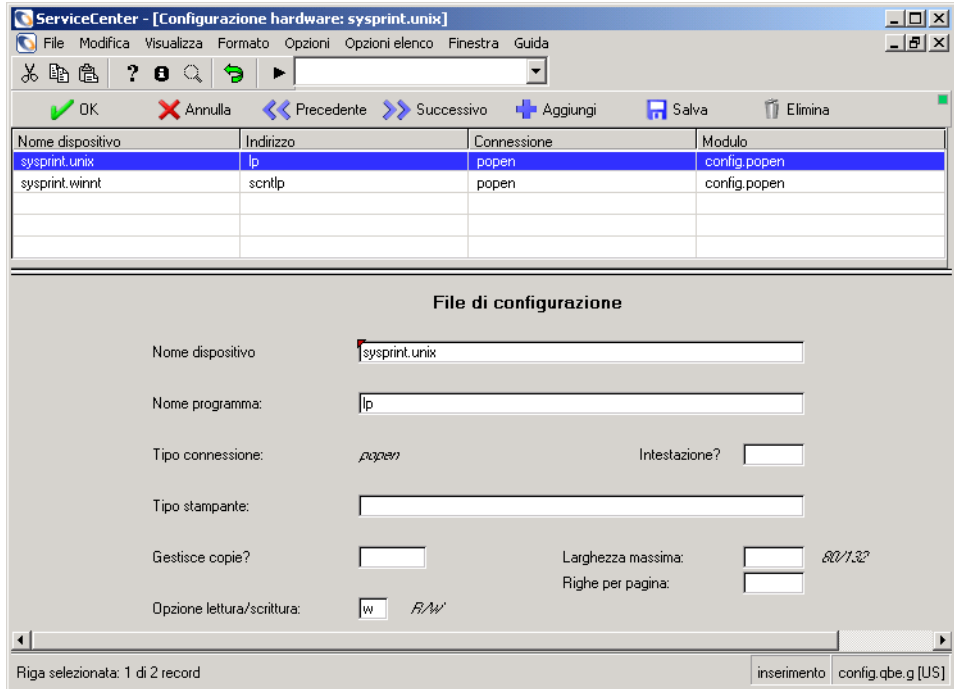 ServiceCenter - [Configurazione hardware: sysprint.unix]
File Modifica Visualizza Formato Opzioni Opzioni elenco Finestra Guida
OK Annulla Precedente Successivo Aggiungi Salva Elimina
Nome dispositivo Indirizzo Connessione Modulo
sysprint.unix lp popen config.popen
sysprint.winnt scntlp popen config.popen
File di configurazione
Nome dispositivo sysprint.unix
Nome programma: lp
Tipo connessione: popen Intestazione?
Tipo stampante:
Gestisce copie? Larghezza massima: 80/132
Righe per pagina:
Opzione lettura/scrittura: w R/W
Riga selezionata: 1 di 2 record inserimento config.qbe.g [US]